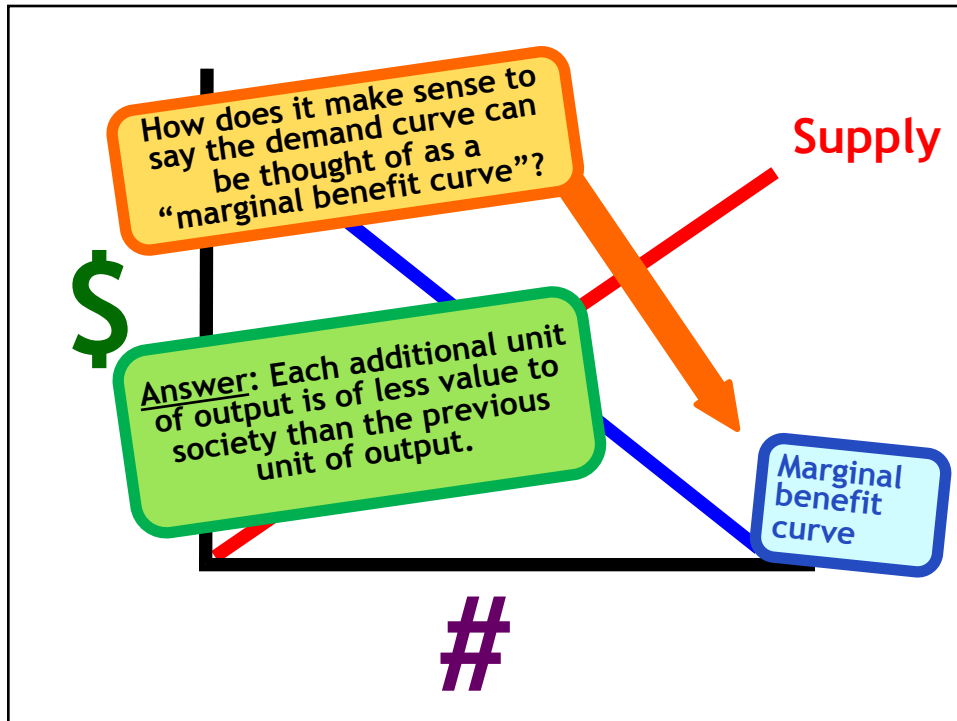 How does it make sense to
say the demand curve can
be thought of as a
“marginal benefit curve”?
Supply
$
Answer: Each additional unit
of output is of less value to
society than the previous
unit of output.
Marginal
benefit
curve
#